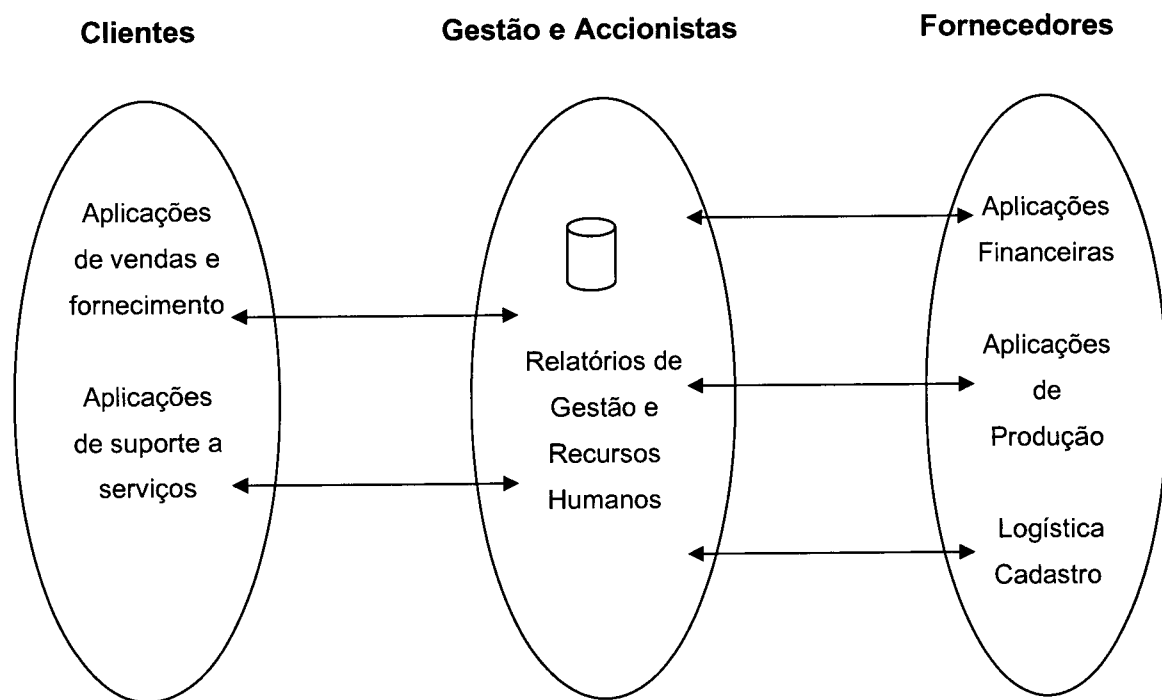 Clientes
Gestão e Accionistas
Fornecedores
Aplicações
de vendas e
fornecimento
Aplicações
de suporte a
serviços
Relatórios de
Gestão e
Recursos
Humanos
Aplicações
Financeiras
Aplicações
de
Produção
Logística
Cadastro